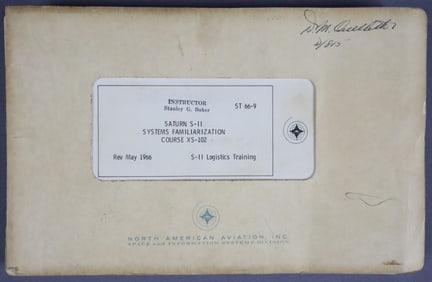 D. M.
INSTRUCTOR
Stanley G. Baker
ST 66-9
SATURN S-II
SYSTEMS FAMILIARIZATION
COURSE XS-102
Rev May 1966 S-II Logistics Training
NORTH AMERICAN AVIATION, INC.
SPACE and INFORMATION SYSTEMS DIVISION